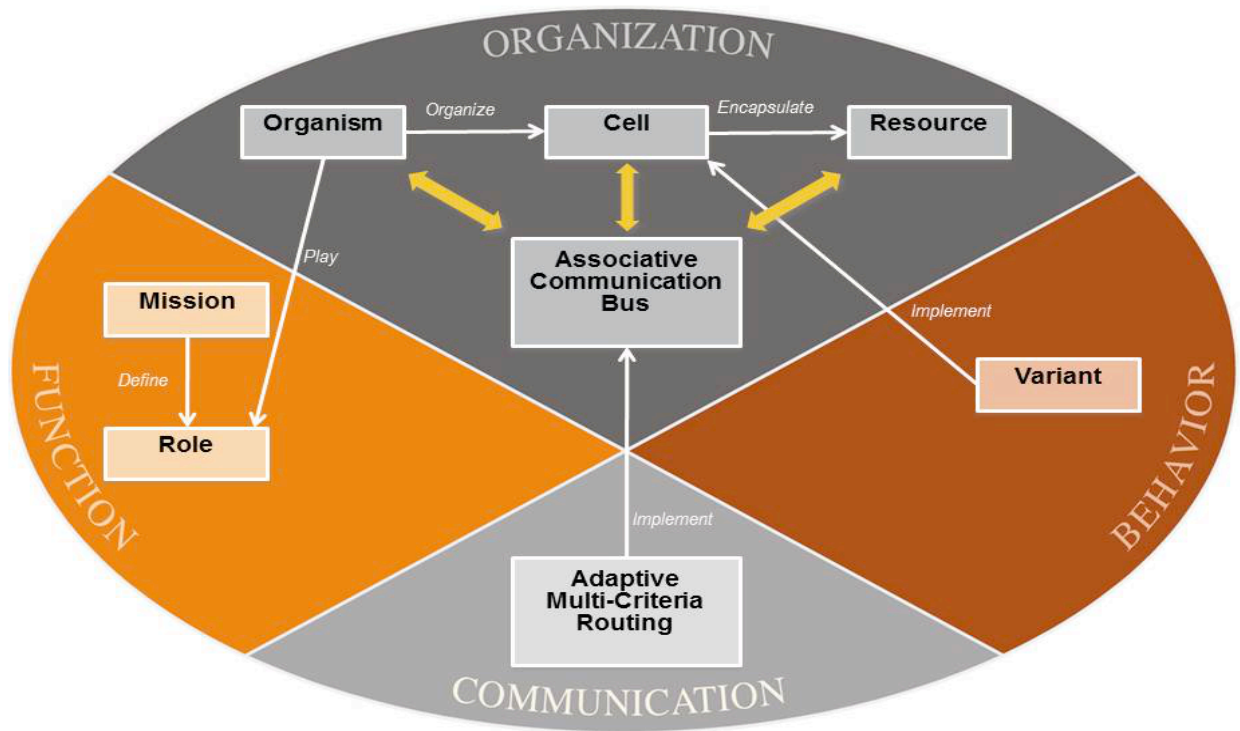 ORGANIZATION
Organism
Organize
Cell
Encapsulate
Resource
Play
Associative
Communication
Bus
Mission
Implement
Define
Variant
Role
FUNCTION
BEHAVIOR
Implement
Adaptive
Multi-Criteria
Routing
COMMUNICATION